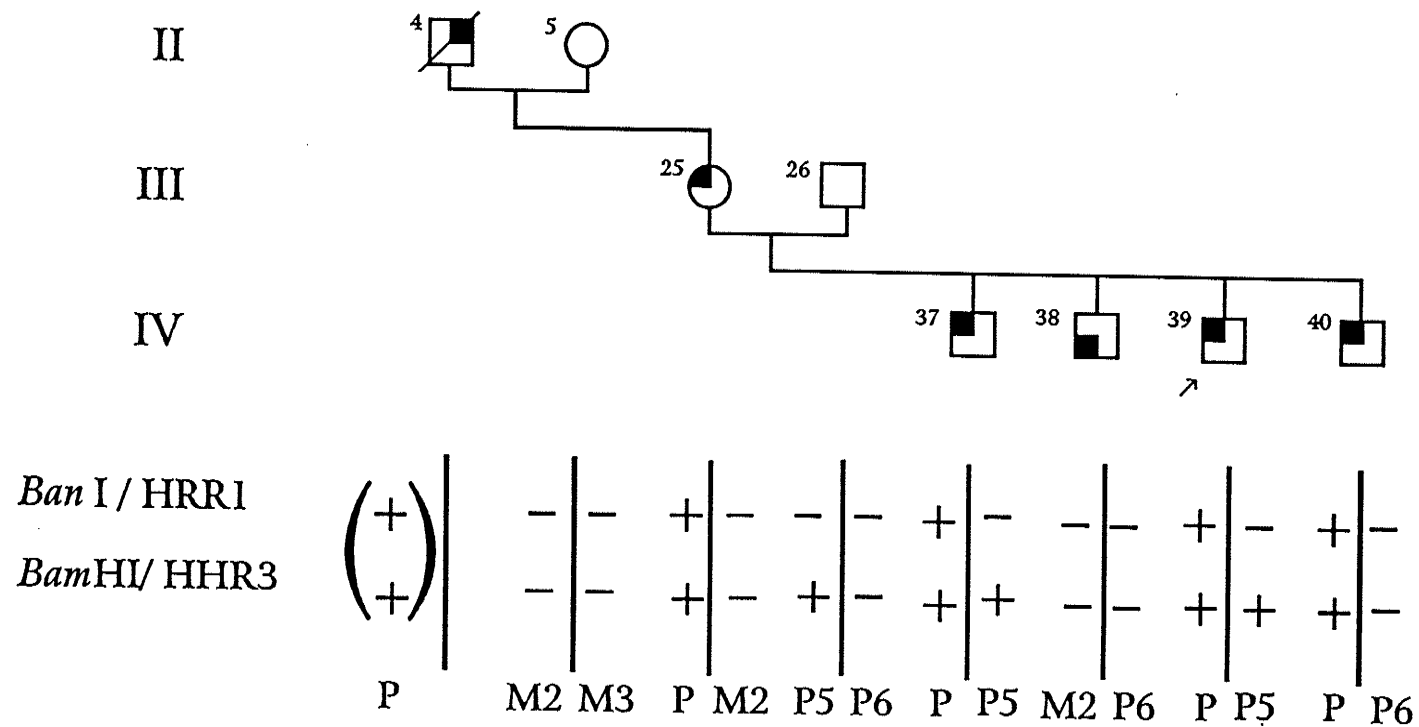 II 4 5
III 25 26
IV 37 38 39 40
Ban I / HRR1 ( + ) - - + - - - + - - - + - + -
BamHI/ HHR3 ( + ) - - + - + - + + - - + + + -
P M2 M3 P M2 P5 P6 P P5 M2 P6 P P5 P P6